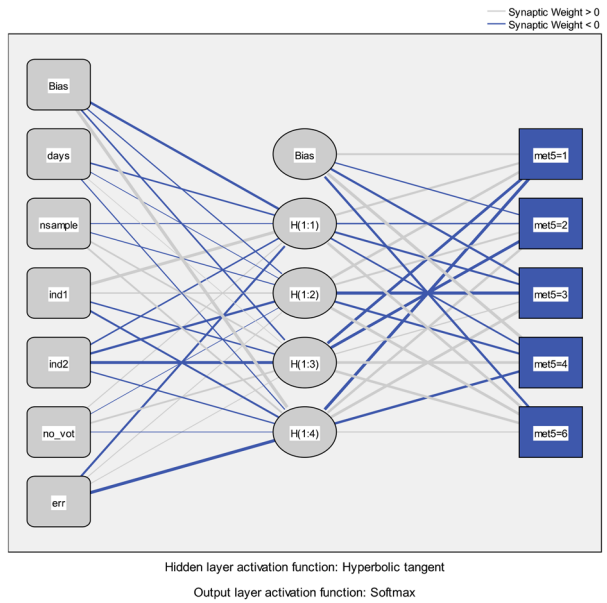 Synaptic Weight > 0
Synaptic Weight < 0
Bias
days
nsample
ind1
ind2
no_vot
err
Bias
H(1:1)
H(1:2)
H(1:3)
H(1:4)
met5=1
met5=2
met5=3
met5=4
met5=6
Hidden layer activation function: Hyperbolic tangent
Output layer activation function: Softmax